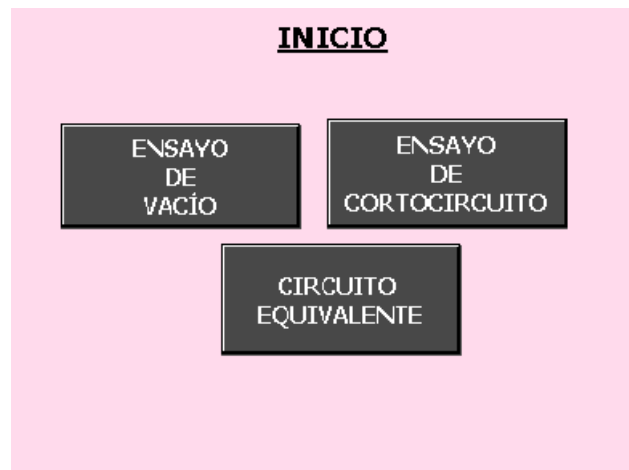 INICIO
ENSAYO
DE
VACÍO
ENSAYO
DE
CORTOCIRCUITO
CIRCUITO
EQUIVALENTE